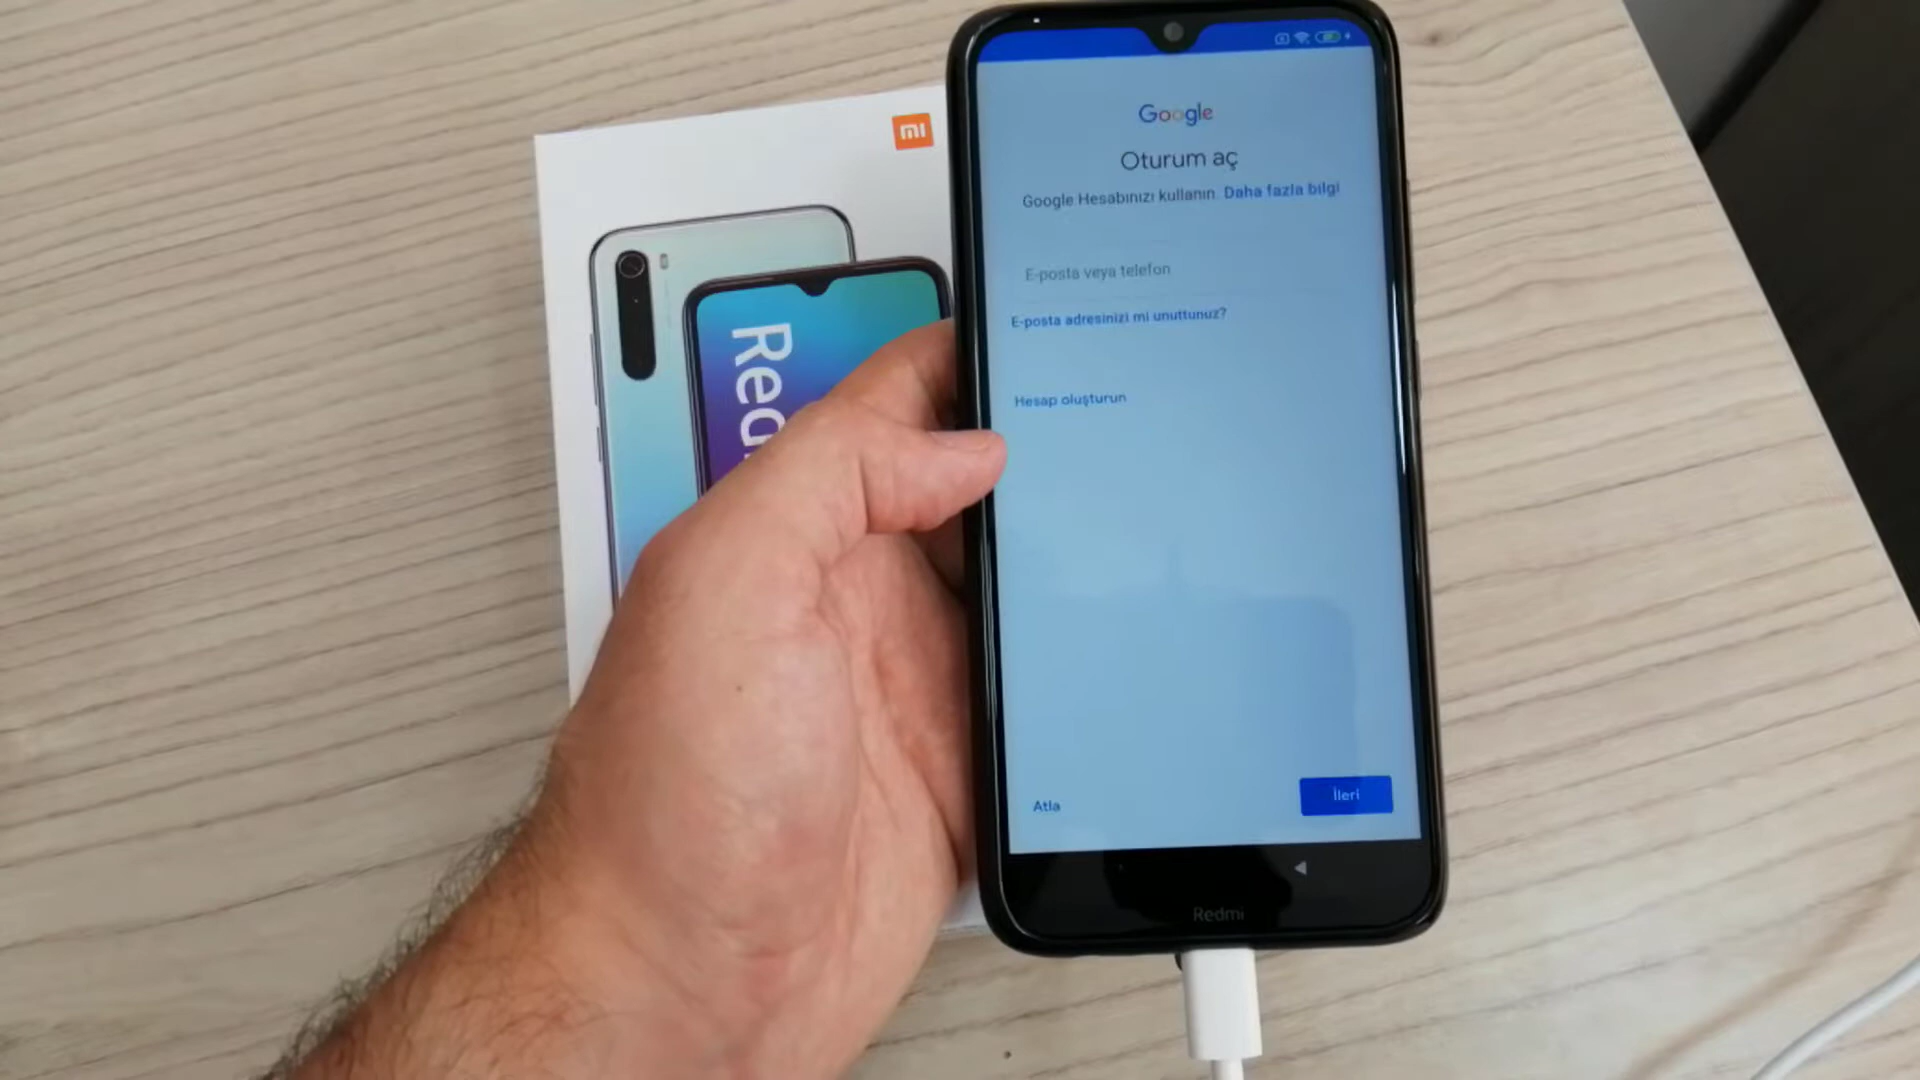 mi
Redmi
Google
Oturum aç
Google Hesabınızı kullanın. Daha fazla bilgi
E-posta veya telefon
E-posta adresinizi mi unuttunuz?
Hesap oluşturun
Atla
İleri
Redmi